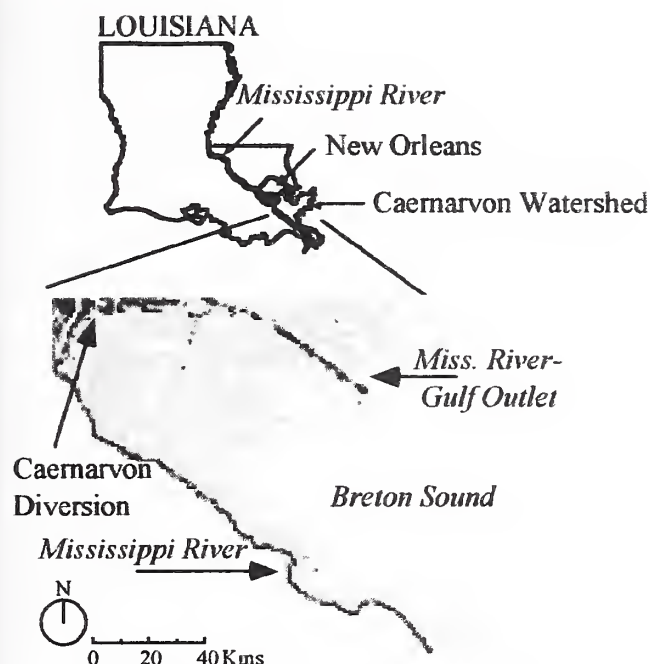 LOUISIANA
Mississippi River
New Orleans
Caernarvon Watershed
Miss. River-
Gulf Outlet
Caernarvon
Diversion
Breton Sound
Mississippi River
N
0 20 40 Kms